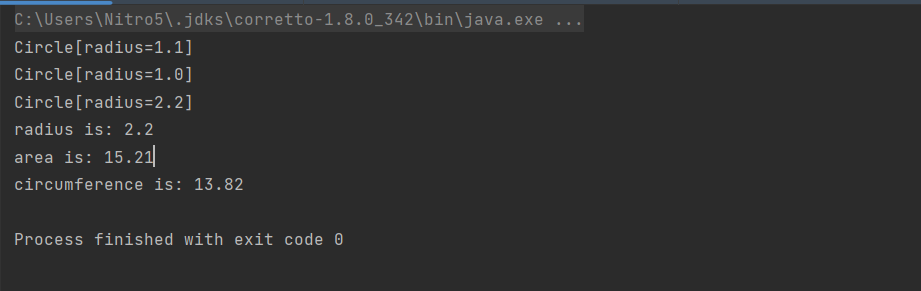 C:\Users\Nitro5\.jdks\corretto-1.8.0_342\bin\java.exe ...
Circle[radius=1.1]
Circle[radius=1.0]
Circle[radius=2.2]
radius is: 2.2
area is: 15.21
circumference is: 13.82
Process finished with exit code 0